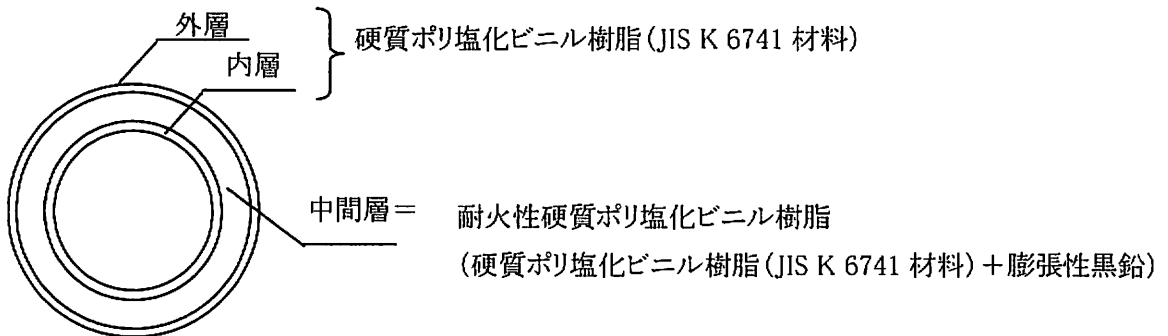 外層
硬質ポリ塩化ビニル樹脂(JIS K 6741 材料)
内層
中間層＝ 耐火性硬質ポリ塩化ビニル樹脂
(硬質ポリ塩化ビニル樹脂(JIS K 6741 材料)＋膨張性黒鉛)